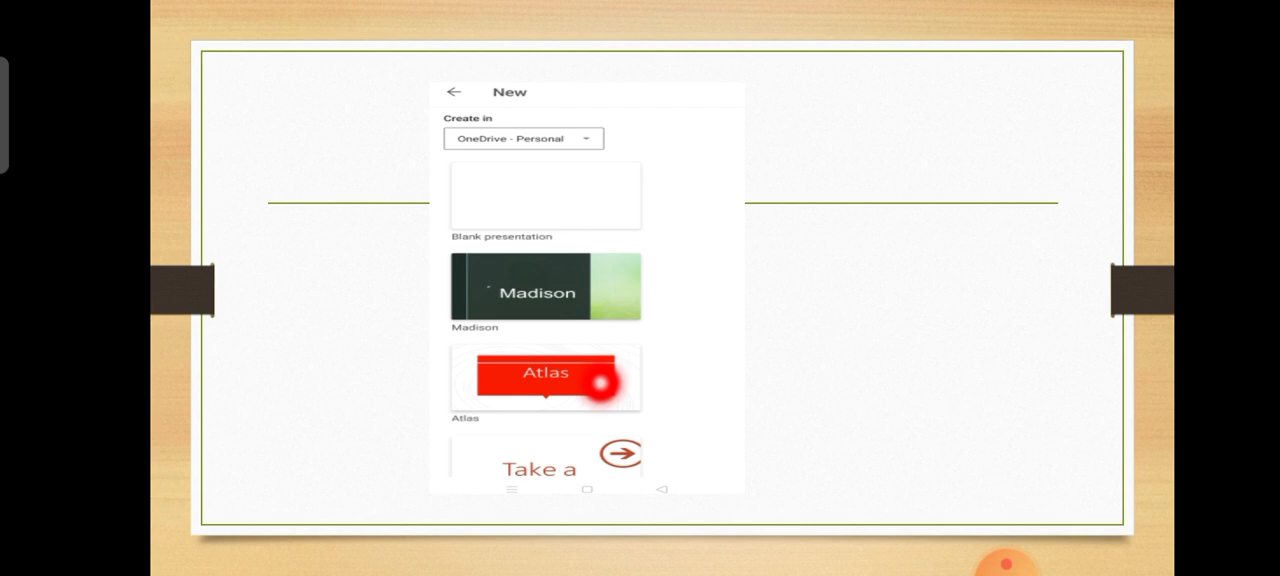 New
Create in
OneDrive - Personal
Blank presentation
Madison
Madison
Atlas
Atlas
Take a